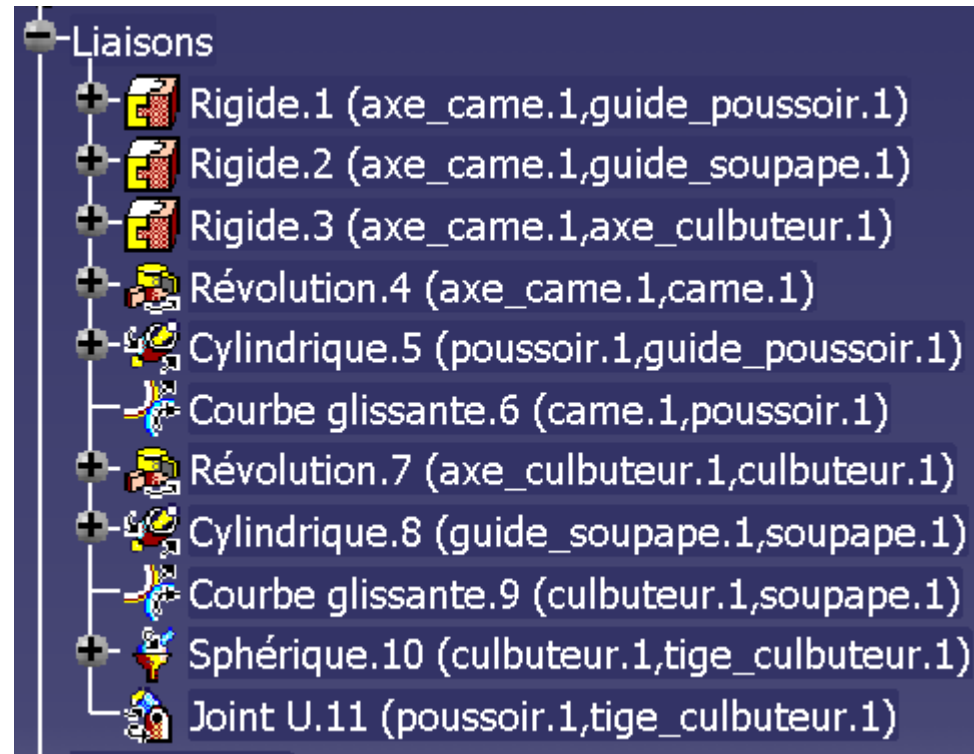 Liaisons
Rigide.1 (axe_came.1,guide_poussoir.1)
Rigide.2 (axe_came.1,guide_soupape.1)
Rigide.3 (axe_came.1,axe_culbuteur.1)
Révolution.4 (axe_came.1,came.1)
Cylindrique.5 (poussoir.1,guide_poussoir.1)
Courbe glissante.6 (came.1,poussoir.1)
Révolution.7 (axe_culbuteur.1,culbuteur.1)
Cylindrique.8 (guide_soupape.1,soupape.1)
Courbe glissante.9 (culbuteur.1,soupape.1)
Sphérique.10 (culbuteur.1,tige_culbuteur.1)
Joint U.11 (poussoir.1,tige_culbuteur.1)